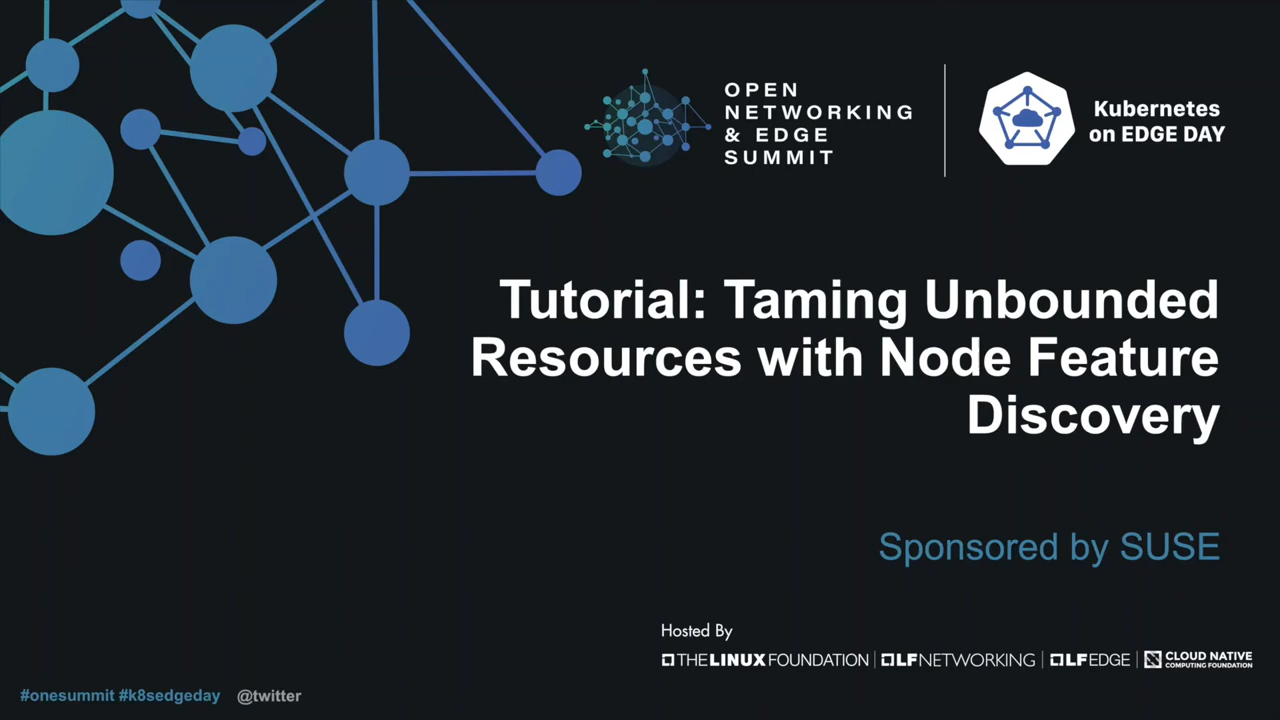 OPEN
NETWORKING
& EDGE
SUMMIT
Kubernetes
on EDGE DAY
Tutorial: Taming Unbounded
Resources with Node Feature
Discovery
Sponsored by SUSE
Hosted By
THE LINUX FOUNDATION | LF NETWORKING | LF EDGE | CLOUD NATIVE
COMPUTING FOUNDATION
#onesummit #k8sedgeday @twitter